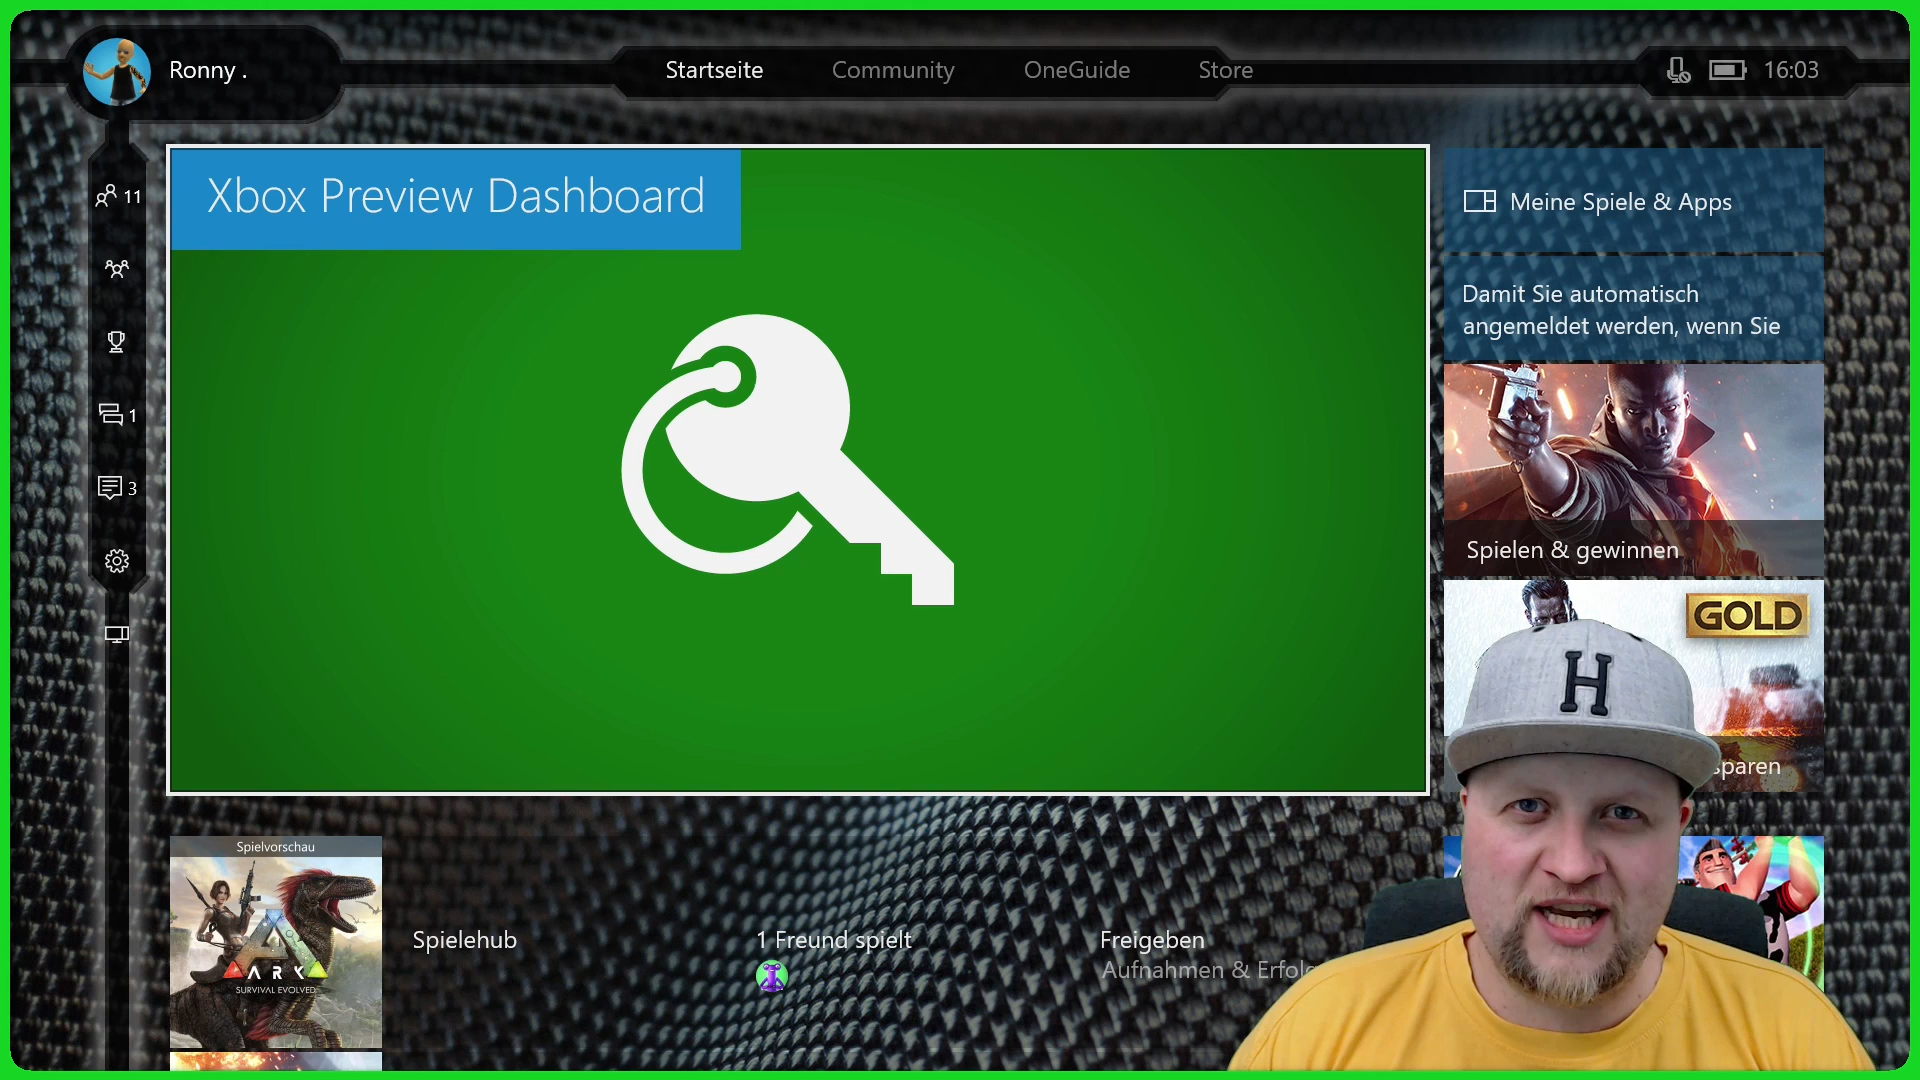 Ronny .
Startseite
Community
OneGuide
Store
16:03
11
1
3
Xbox Preview Dashboard
Meine Spiele & Apps
Damit Sie automatisch
angemeldet werden, wenn Sie
Spielen & gewinnen
GOLD
H
sparen
Spielvorschau
ARK
SURVIVAL EVOLVED
Spielehub
1 Freund spielt
Freigeben
Aufnahmen & Erfolg